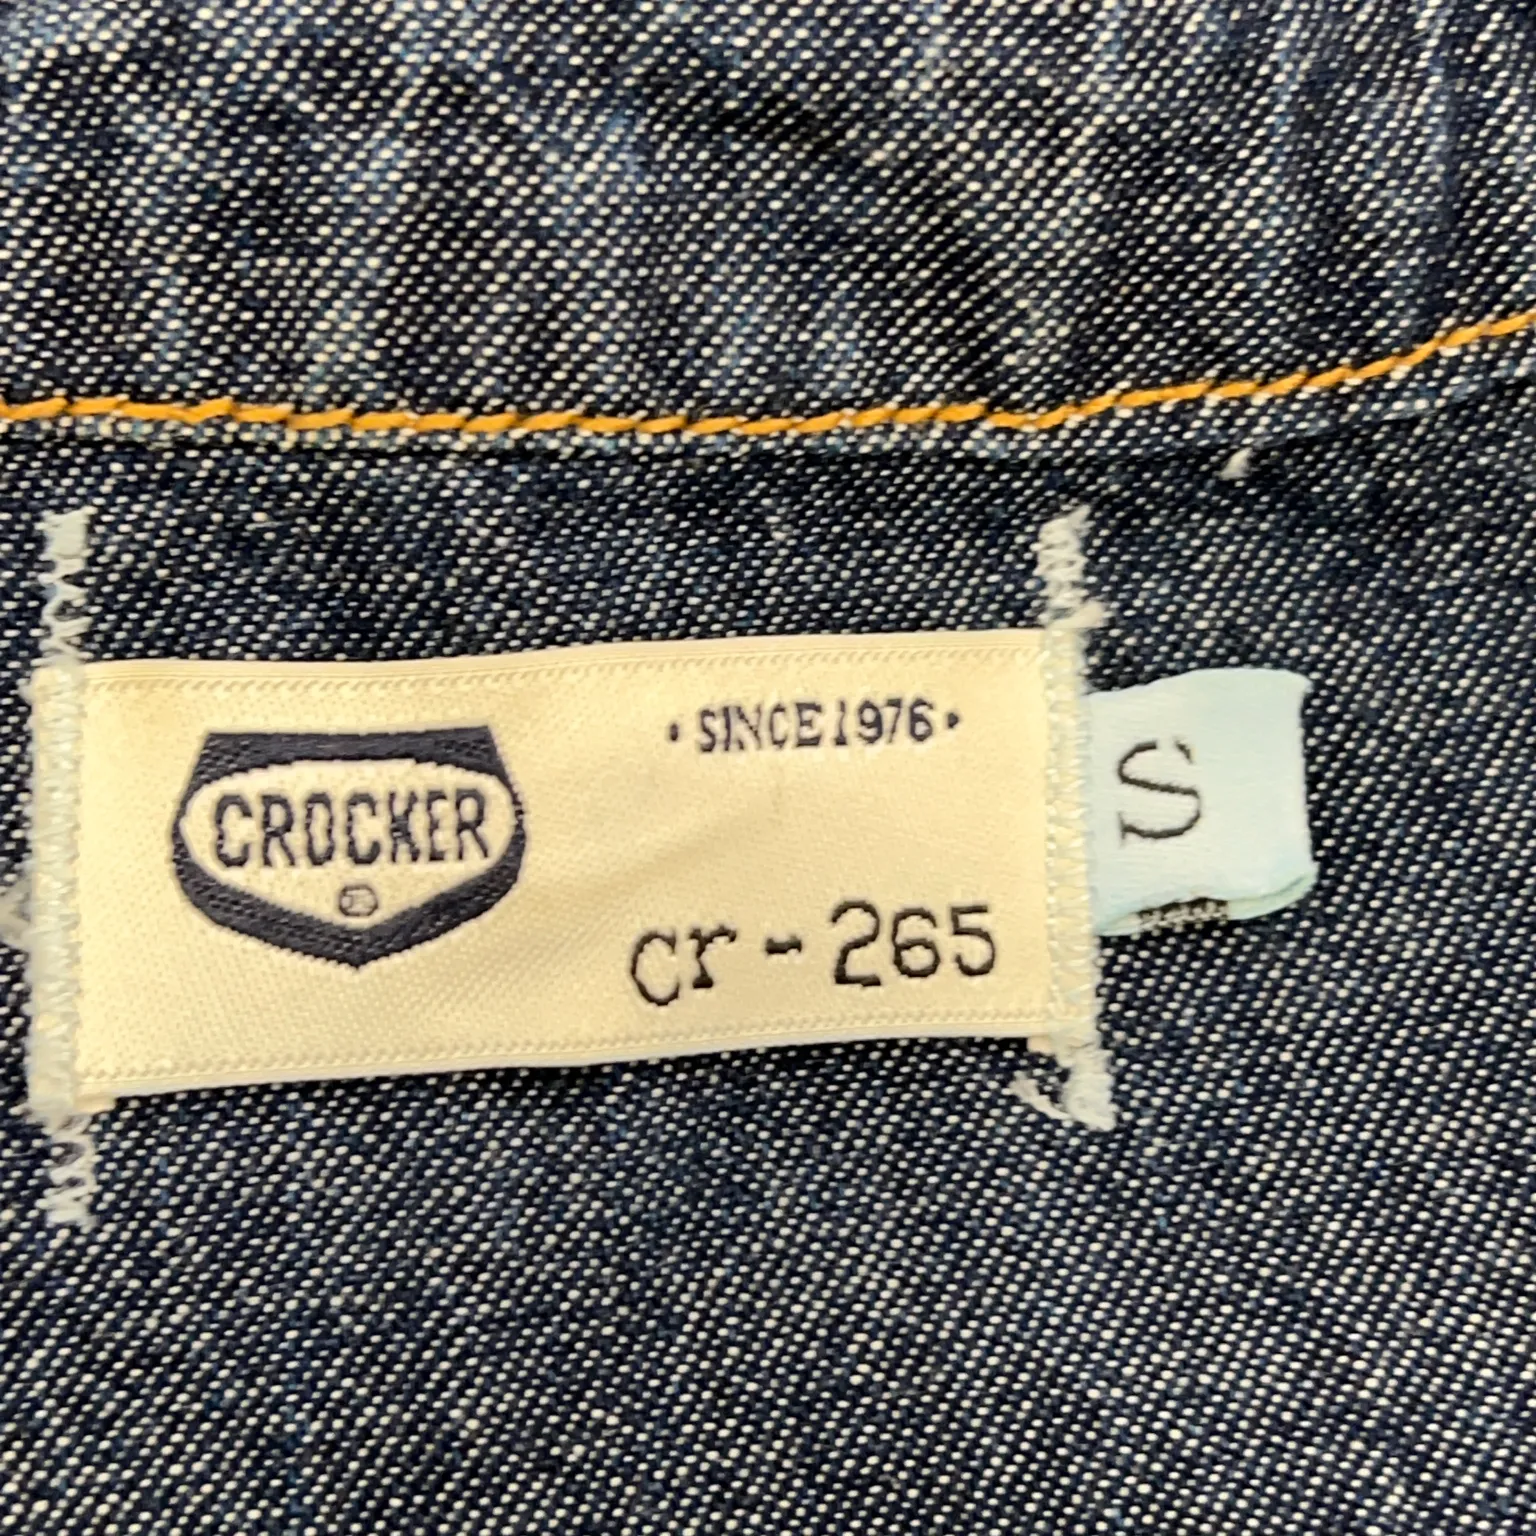 • SINCE 1976 •
CROCKER
®
cr-265
S